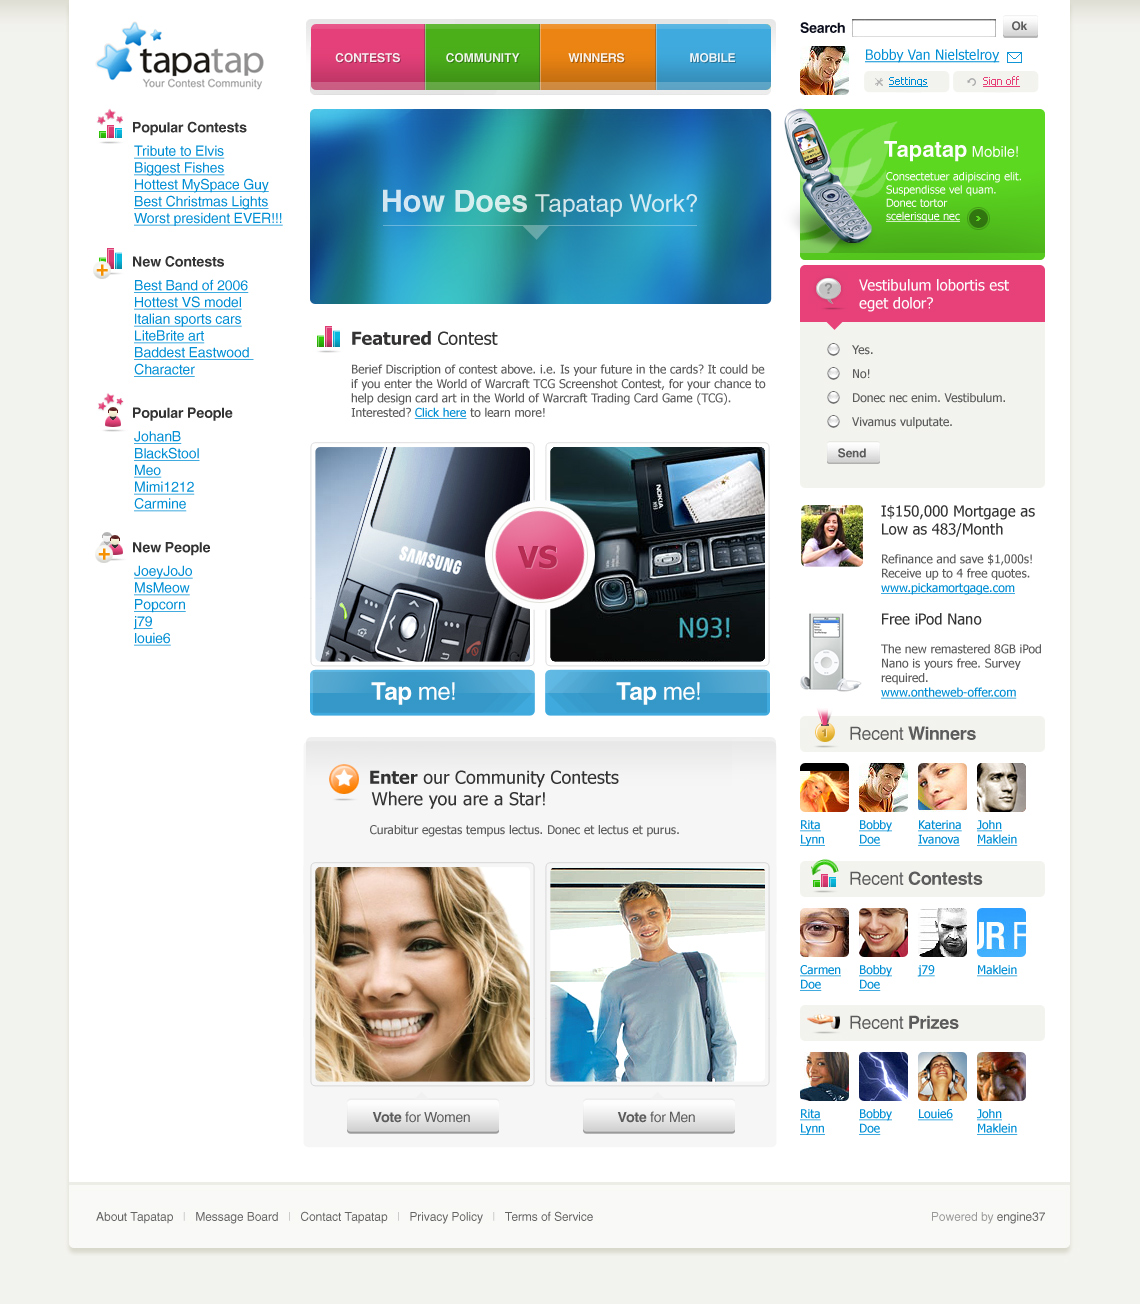 tapatap
Your Contest Community
CONTESTS
COMMUNITY
WINNERS
MOBILE
Search
Ok
Bobby Van Nielstelroy
Settings
Sign off
Popular Contests
Tribute to Elvis
Biggest Fishes
Hottest MySpace Guy
Best Christmas Lights
Worst president EVER!!!
New Contests
Best Band of 2006
Hottest VS model
Italian sports cars
LiteBrite art
Baddest Eastwood
Character
Popular People
JohanB
BlackStool
Meo
Mimi1212
Carmine
New People
JoeyJoJo
MsMeow
Popcorn
j79
louie6
How Does Tapatap Work?
Featured Contest
Berief Discription of contest above. i.e. Is your future in the cards? It could be
if you enter the World of Warcraft TCG Screenshot Contest, for your chance to
help design card art in the World of Warcraft Trading Card Game (TCG).
Interested? Click here to learn more!
SAMSUNG
VS
NOKIA
N93!
Tap me!
Tap me!
Enter our Community Contests
Where you are a Star!
Curabitur egestas tempus lectus. Donec et lectus et purus.
Vote for Women
Vote for Men
Tapatap Mobile!
Consectetuer adipiscing elit.
Suspendisse vel quam.
Donec tortor
scelerisque nec
?
Vestibulum lobortis est
eget dolor?
Yes.
No!
Donec nec enim. Vestibulum.
Vivamus vulputate.
Send
I$150,000 Mortgage as
Low as 483/Month
Refinance and save $1,000s!
Receive up to 4 free quotes.
www.pickamortgage.com
Free iPod Nano
The new remastered 8GB iPod
Nano is yours free. Survey
required.
www.ontheweb-offer.com
1
Recent Winners
Rita
Lynn
Bobby
Doe
Katerina
Ivanova
John
Maklein
Recent Contests
UR F
Carmen
Doe
Bobby
Doe
j79
Maklein
Recent Prizes
Rita
Lynn
Bobby
Doe
Louie6
John
Maklein
About Tapatap
Message Board
Contact Tapatap
Privacy Policy
Terms of Service
Powered by engine37